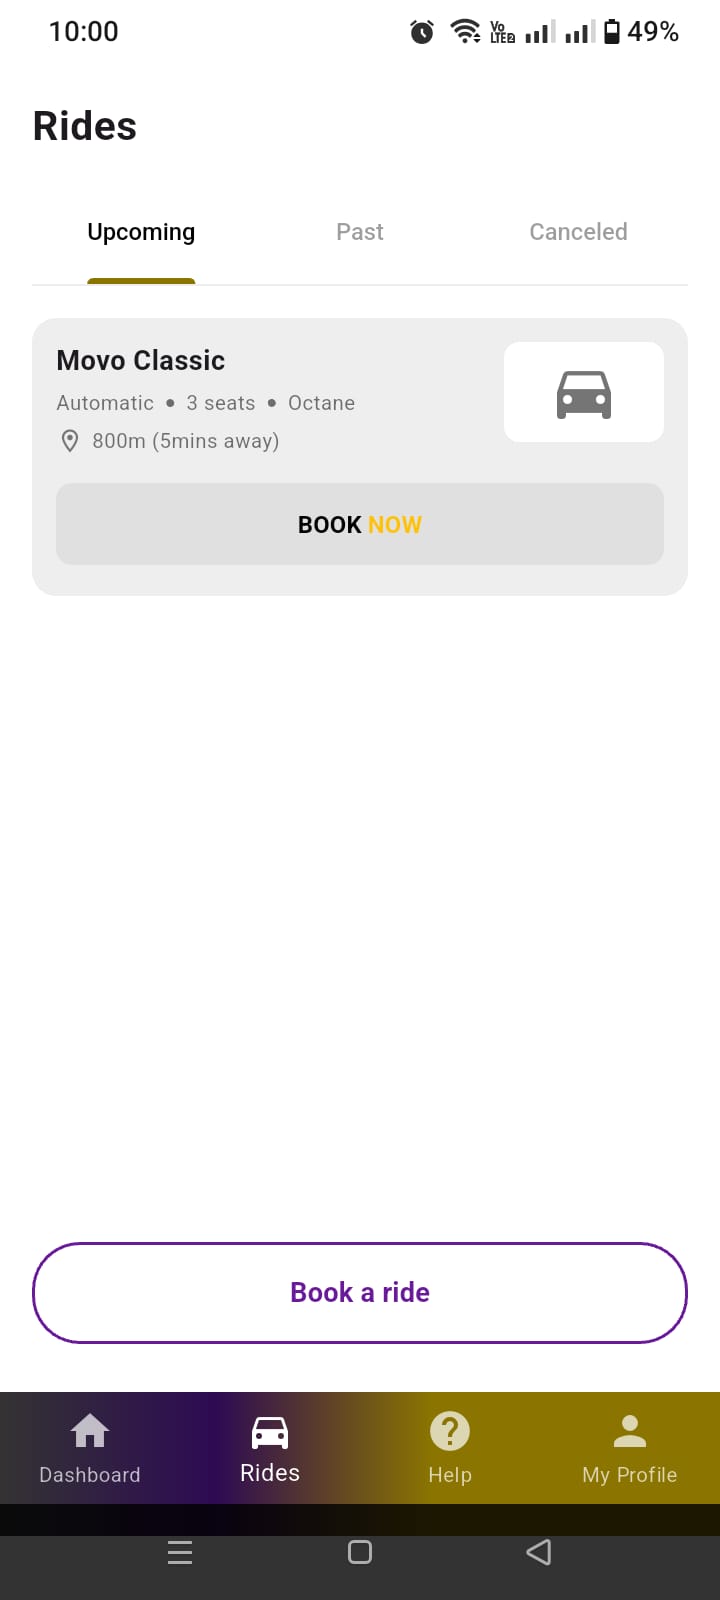 10:00 Vo LTE2 49%
Rides
Upcoming Past Canceled
Movo Classic
Automatic • 3 seats • Octane
800m (5mins away)
BOOK NOW
Book a ride
Dashboard Rides Help My Profile